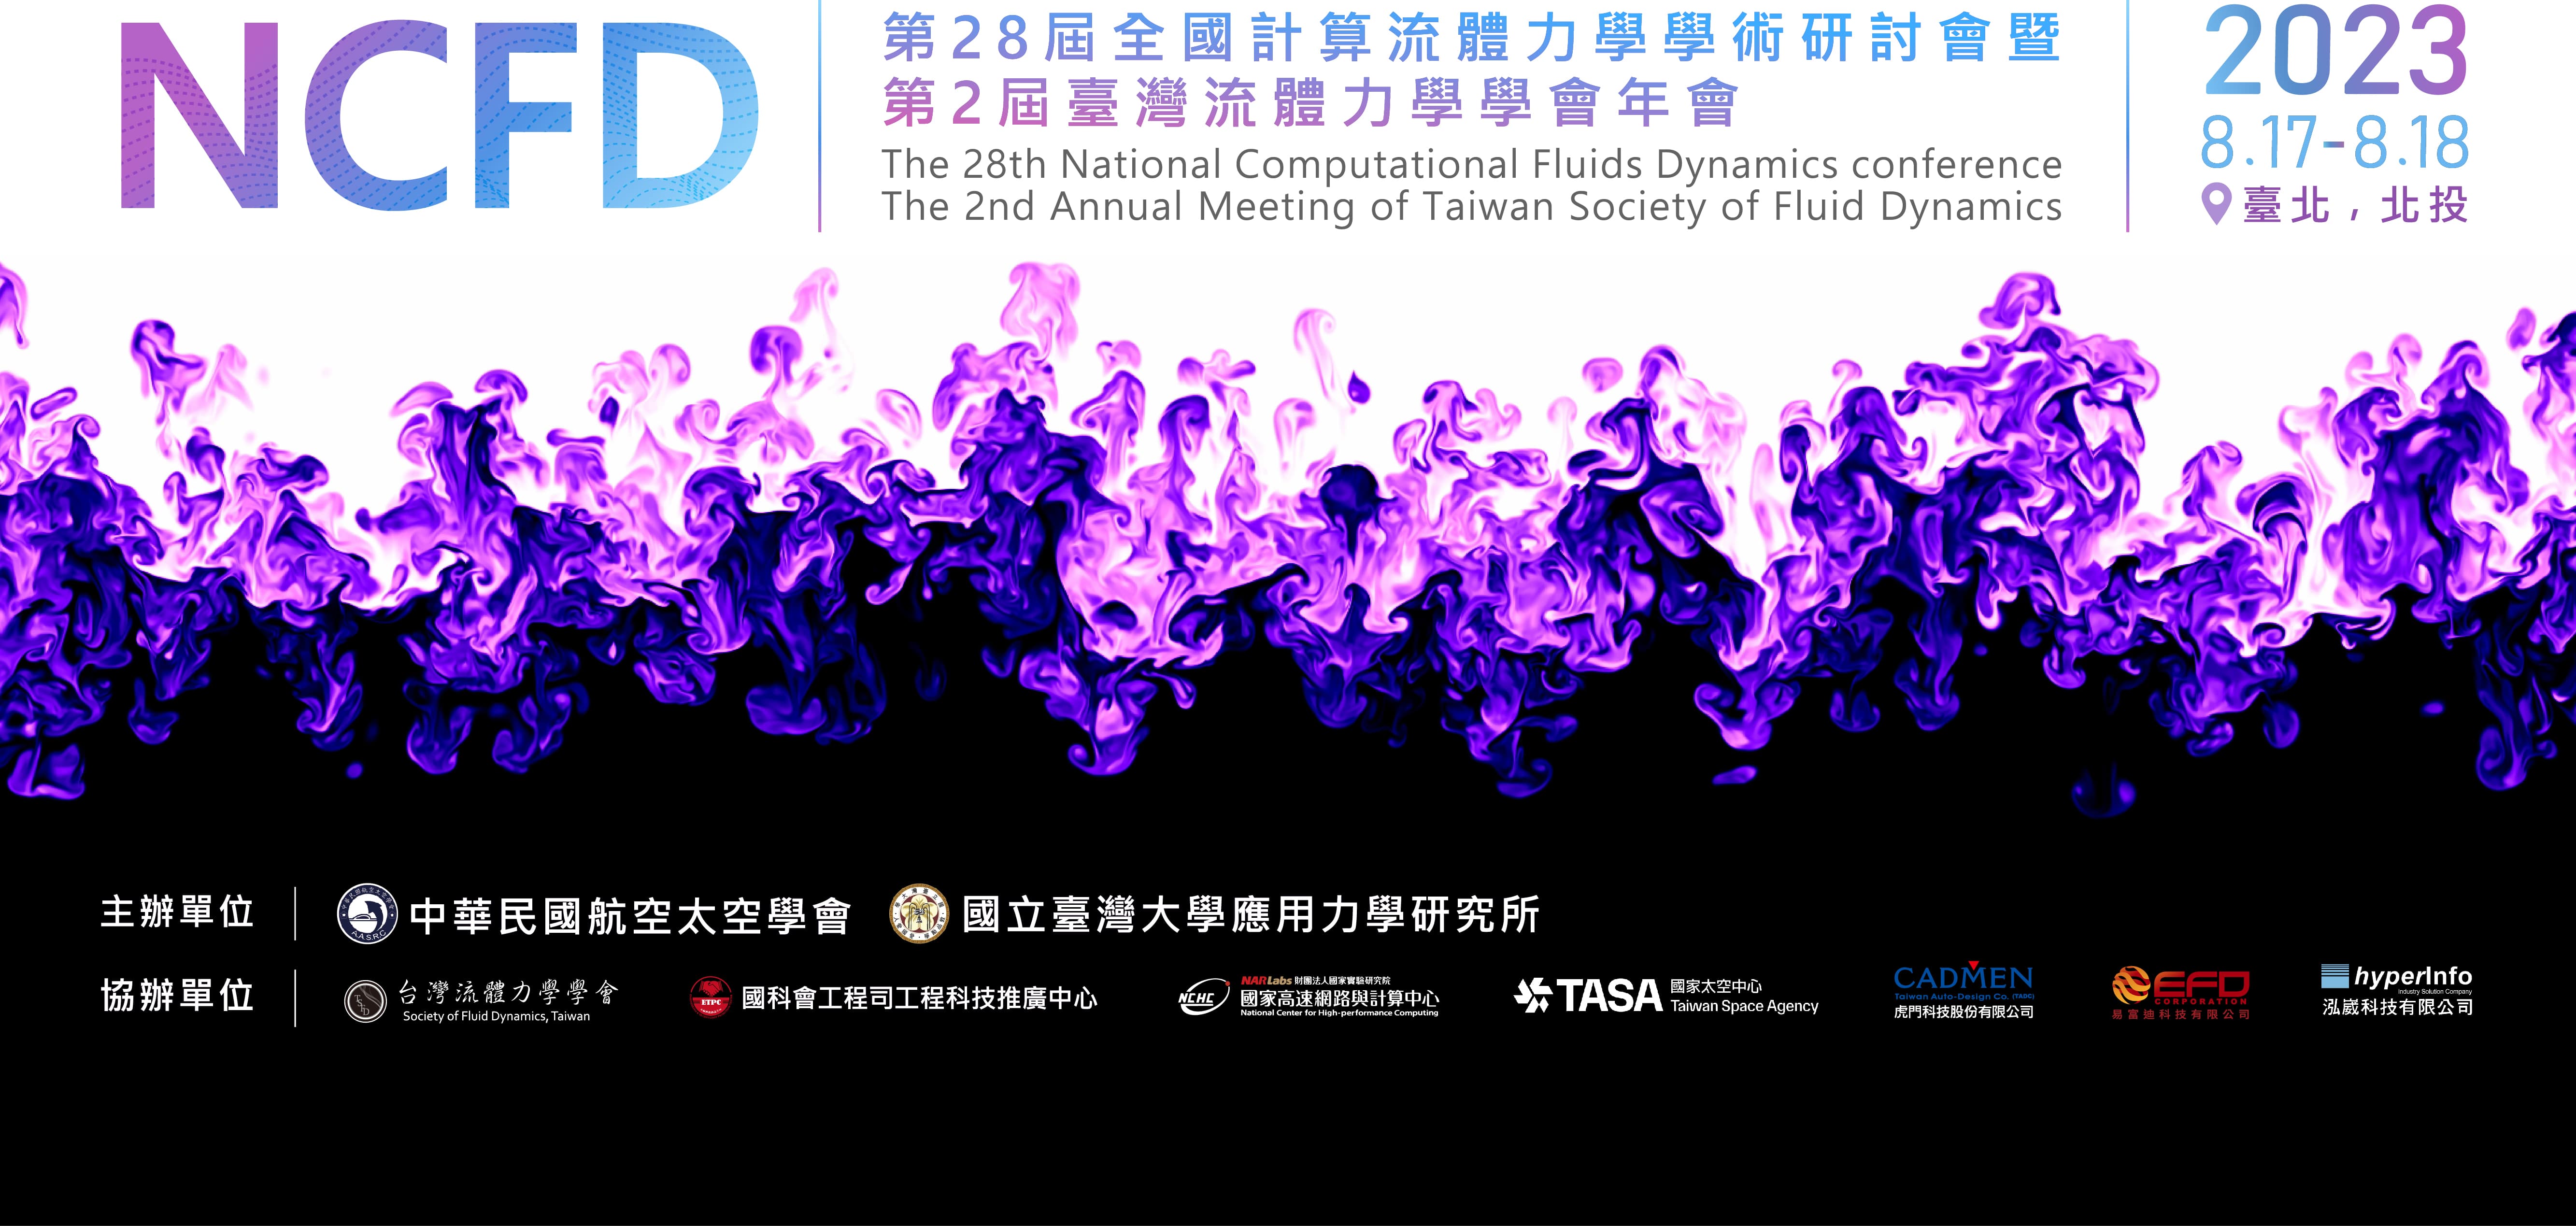 NCFD
第28屆全國計算流體力學學術研討會暨
第2屆臺灣流體力學學會年會
The 28th National Computational Fluids Dynamics conference
The 2nd Annual Meeting of Taiwan Society of Fluid Dynamics
2023
8.17-8.18
臺北，北投
主辦單位
A.A.S.R.C
中華民國航空太空學會
國立臺灣大學應用力學研究所
協辦單位
台灣流體力學學會
Society of Fluid Dynamics, Taiwan
ETPC
國科會工程司工程科技推廣中心
NCHC
NARLabs 財團法人國家實驗研究院
國家高速網路與計算中心
National Center for High-performance Computing
TASA
國家太空中心
Taiwan Space Agency
CADMEN
Taiwan Auto-Design Co. (TADC)
虎門科技股份有限公司
EFD
CORPORATION
易富迪科技有限公司
hyperInfo
Industry Solution Company
泓崴科技有限公司